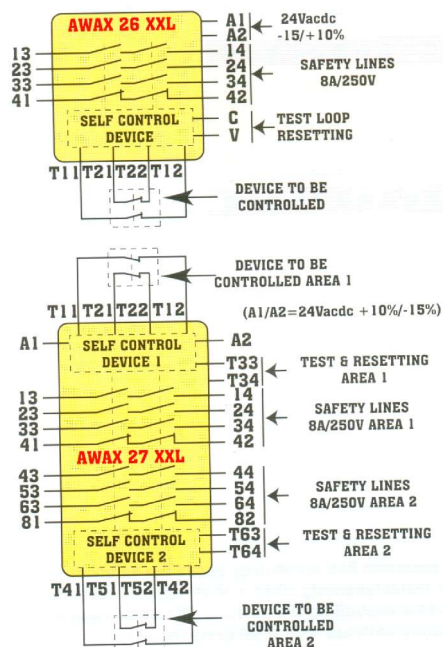 AWAX 26 XXL
A1
A2
24Vacdc
-15/+10%
13 14
23 24
33 34
41 42
SAFETY LINES
8A/250V
SELF CONTROL
DEVICE
C
V
TEST LOOP
RESETTING
T11 T21 T22 T12
DEVICE TO BE
CONTROLLED
DEVICE TO BE
CONTROLLED AREA 1
T11 T21 T22 T12
(A1/A2=24Vacdc +10%/-15%)
A1 A2
SELF CONTROL
DEVICE 1
T33
T34
TEST & RESETTING
AREA 1
13 14
23 24
33 34
41 42
SAFETY LINES
8A/250V AREA 1
AWAX 27 XXL
43 44
53 54
63 64
81 82
SAFETY LINES
8A/250V AREA 2
SELF CONTROL
DEVICE 2
T63
T64
TEST & RESETTING
AREA 2
T41 T51 T52 T42
DEVICE TO BE
CONTROLLED
AREA 2